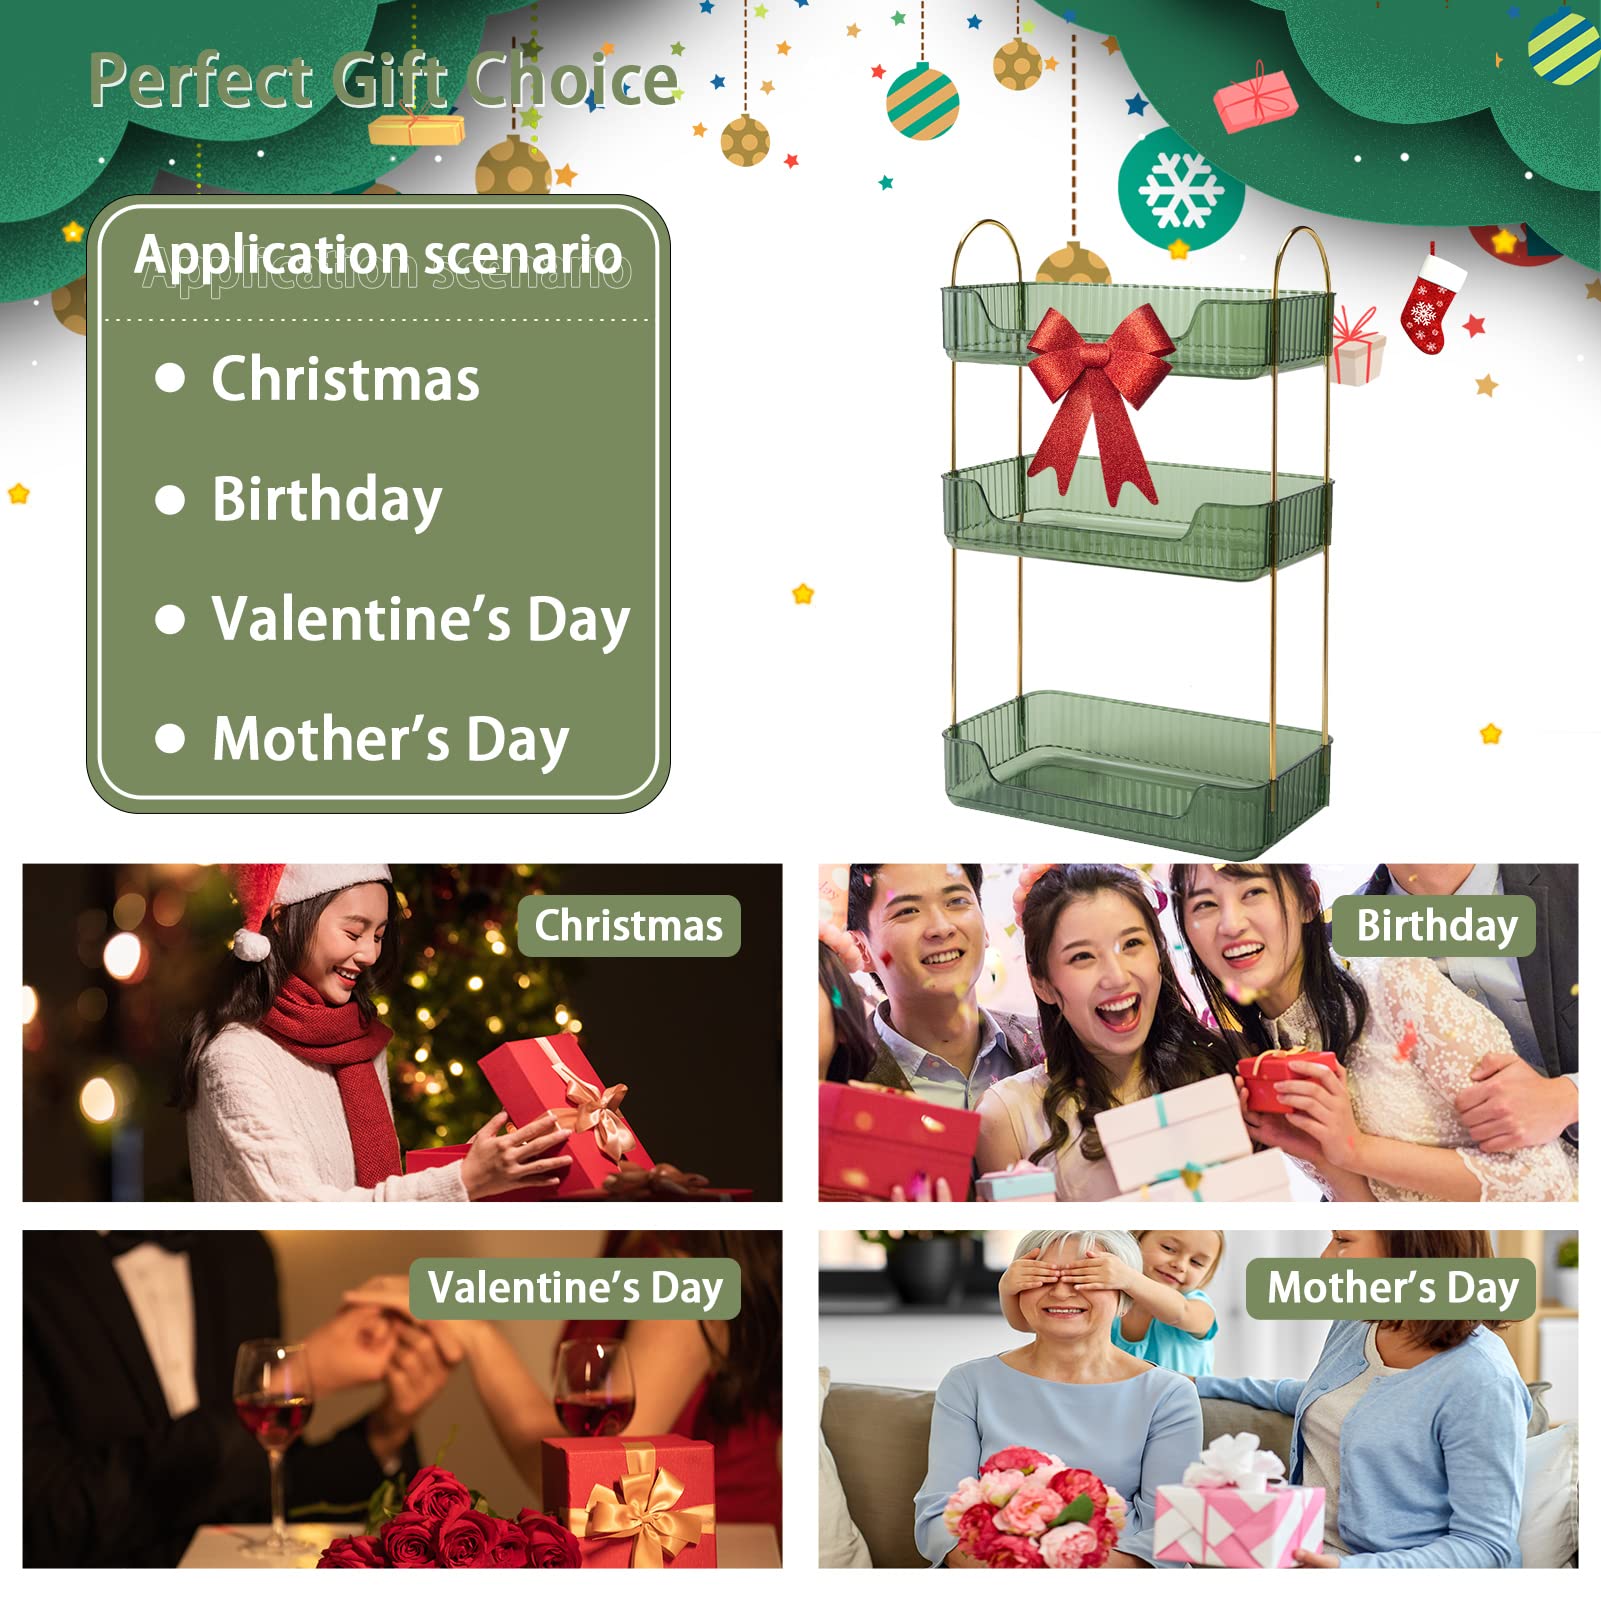 Perfect Gift Choice
Application scenario
Christmas
Birthday
Valentine’s Day
Mother’s Day
Christmas
Birthday
Valentine’s Day
Mother’s Day